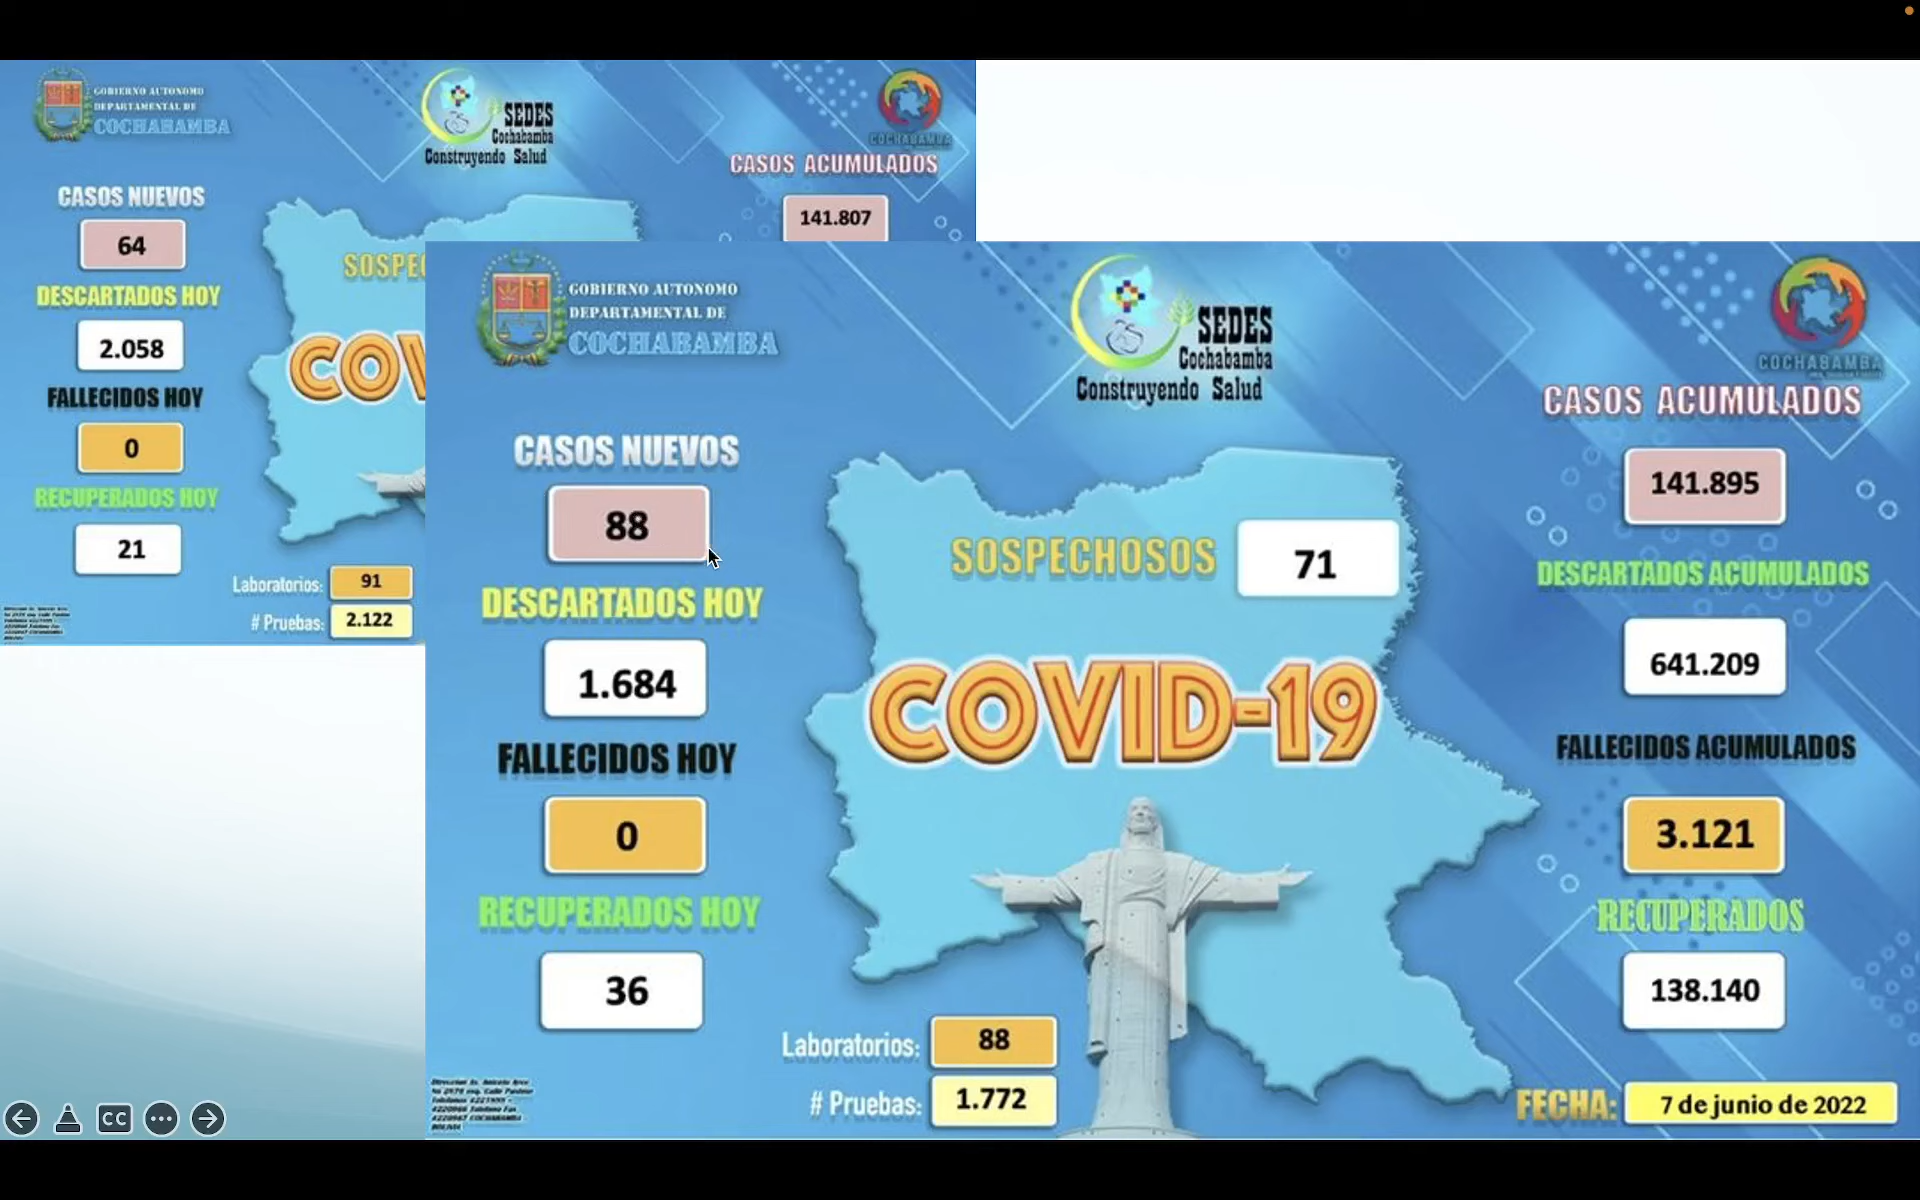 GOBIERNO AUTONOMO
DEPARTAMENTAL DE
COCHABAMBA
SEDES
Cochabamba
Construyendo Salud
COCHABAMBA
CASOS ACUMULADOS
141.807
CASOS NUEVOS
64
DESCARTADOS HOY
2.058
FALLECIDOS HOY
0
RECUPERADOS HOY
21
SOSPE
COV
Laboratorios: 91
# Pruebas: 2.122
GOBIERNO AUTONOMO
DEPARTAMENTAL DE
COCHABAMBA
SEDES
Cochabamba
Construyendo Salud
COCHABAMBA
CASOS NUEVOS
88
DESCARTADOS HOY
1.684
FALLECIDOS HOY
0
RECUPERADOS HOY
36
SOSPECHOSOS 71
COVID-19
Laboratorios: 88
# Pruebas: 1.772
CASOS ACUMULADOS
141.895
DESCARTADOS ACUMULADOS
641.209
FALLECIDOS ACUMULADOS
3.121
RECUPERADOS
138.140
FECHA: 7 de junio de 2022
CC